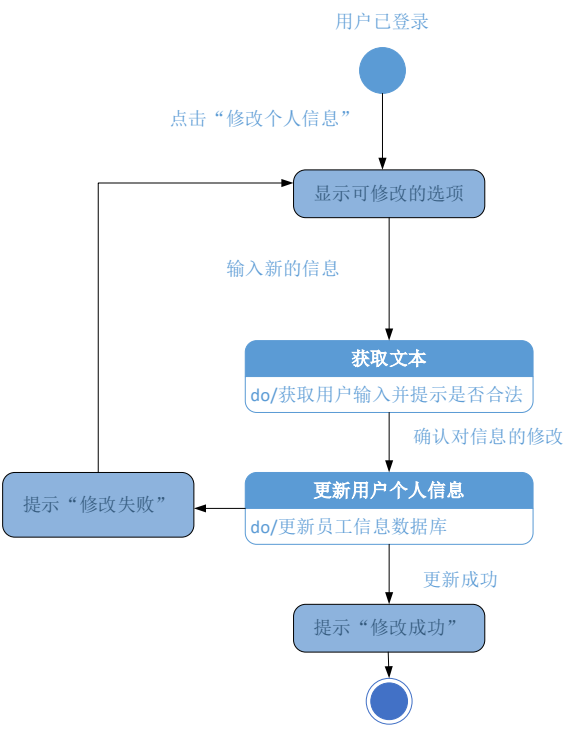 用户已登录
点击“修改个人信息”
显示可修改的选项
输入新的信息
获取文本
do/获取用户输入并提示是否合法
确认对信息的修改
更新用户个人信息
提示“修改失败”
do/更新员工信息数据库
更新成功
提示“修改成功”